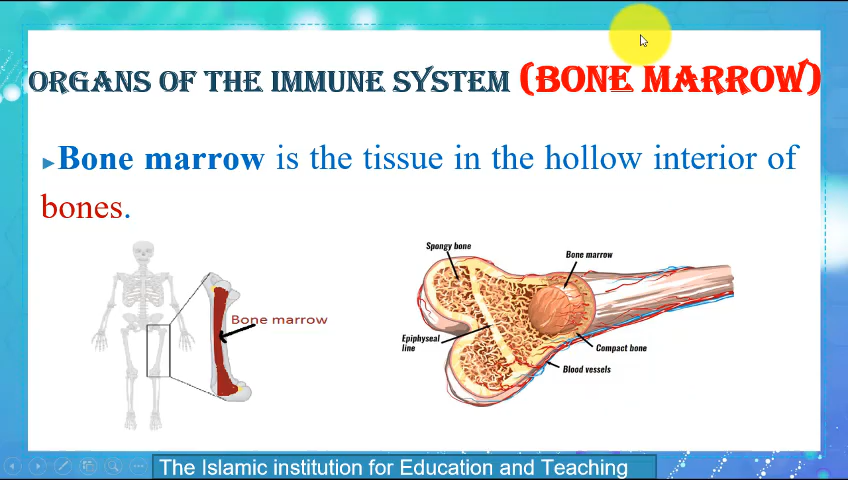 ORGANS OF THE IMMUNE SYSTEM (BONE MARROW)
Bone marrow is the tissue in the hollow interior of
bones.
Bone marrow
Spongy bone
Bone marrow
Epiphyseal
line
Compact bone
Blood vessels
The Islamic institution for Education and Teaching